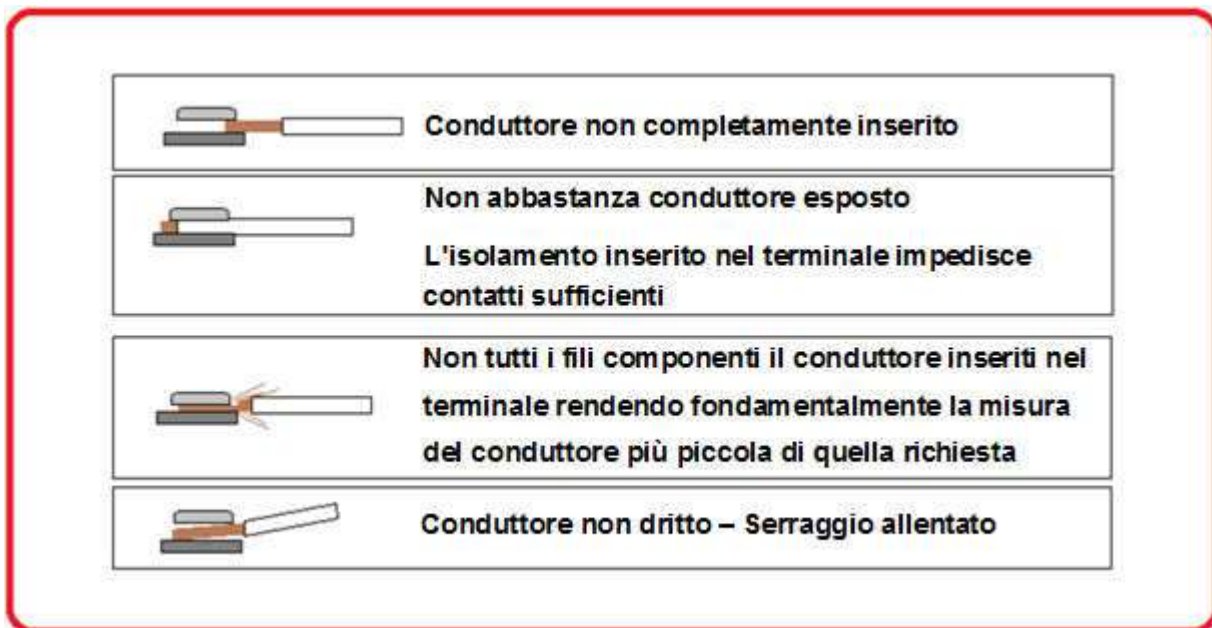 Conduttore non completamente inserito
Non abbastanza conduttore esposto
L'isolamento inserito nel terminale impedisce
contatti sufficienti
Non tutti i fili componenti il conduttore inseriti nel
terminale rendendo fondamentalmente la misura
del conduttore più piccola di quella richiesta
Conduttore non dritto – Serraggio allentato